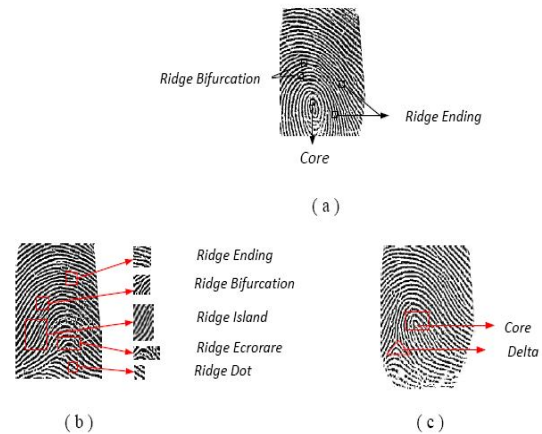 Ridge Bifurcation
Ridge Ending
Core
( a )
Ridge Ending
Ridge Bifurcation
Ridge Island
Ridge Ecrorare
Ridge Dot
( b )
Core
Delta
( c )